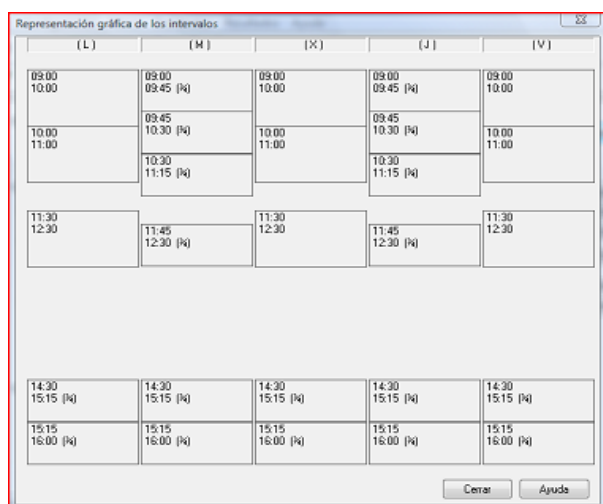 Representación gráfica de los intervalos
( L ) ( M ) ( X ) ( J ) ( V )
09:00 09:00 09:00 09:00 09:00
10:00 09:45 (¾) 10:00 09:45 (¾) 10:00
09:45 09:45
10:30 (¾) 10:30 (¾)
10:00 10:00 10:00
11:00 11:00 11:00
10:30 10:30
11:15 (¾) 11:15 (¾)
11:30 11:30 11:30
12:30 12:30 12:30
11:45 11:45
12:30 (¾) 12:30 (¾)
14:30 14:30 14:30 14:30 14:30
15:15 (¾) 15:15 (¾) 15:15 (¾) 15:15 (¾) 15:15 (¾)
15:15 15:15 15:15 15:15 15:15
16:00 (¾) 16:00 (¾) 16:00 (¾) 16:00 (¾) 16:00 (¾)
Cerrar Ayuda